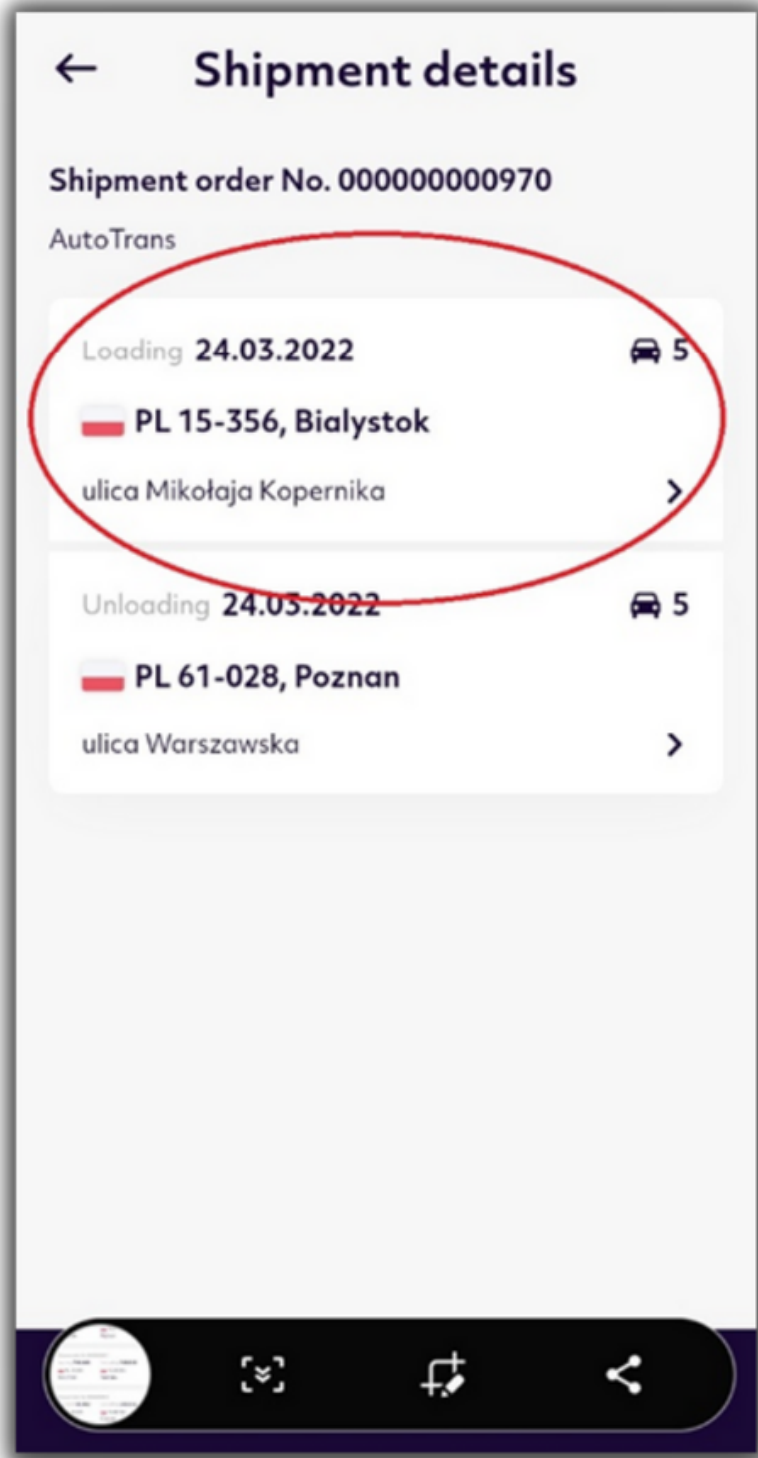 Shipment details
Shipment order No. 000000000970
AutoTrans
Loading 24.03.2022
5
PL 15-356, Bialystok
ulica Mikołaja Kopernika
Unloading 24.03.2022
5
PL 61-028, Poznan
ulica Warszawska